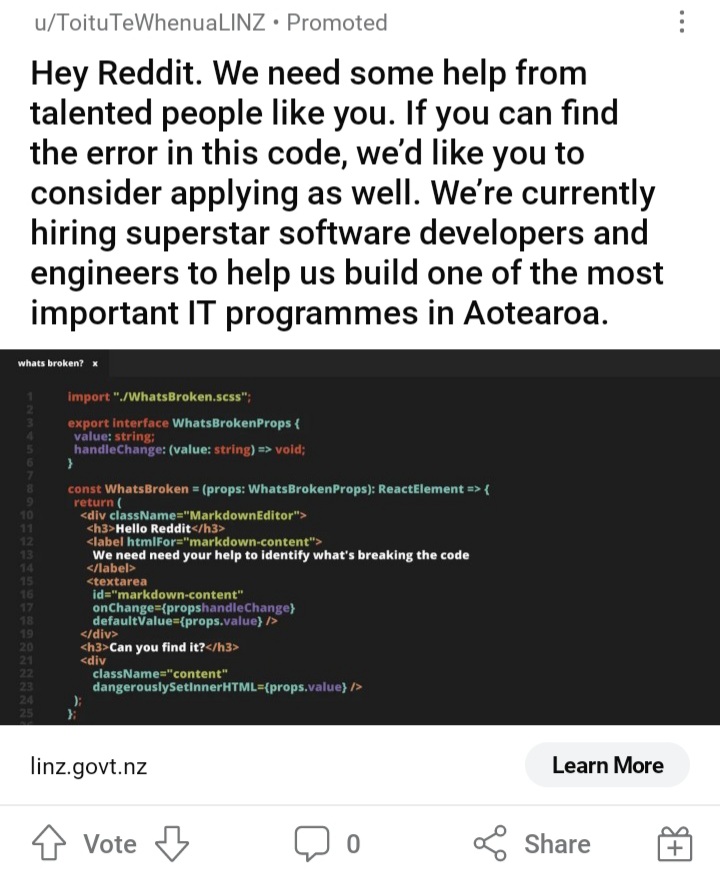 u/ToituTeWhenuaLINZ • Promoted
Hey Reddit. We need some help from
talented people like you. If you can find
the error in this code, we'd like you to
consider applying as well. We're currently
hiring superstar software developers and
engineers to help us build one of the most
important IT programmes in Aotearoa.
whats broken? x
1 import "./WhatsBroken.scss";
2
3 export interface WhatsBrokenProps {
4 value: string;
5 handleChange: (value: string) => void;
6 }
7
8 const WhatsBroken = (props: WhatsBrokenProps): ReactElement => {
9 return (
10 <div className="MarkdownEditor">
11 <h3>Hello Reddit</h3>
12 <label htmlFor="markdown-content">
13 We need need your help to identify what's breaking the code
14 </label>
15 <textarea
16 id="markdown-content"
17 onChange={propshandleChange}
18 defaultValue={props.value} />
19 </div>
20 <h3>Can you find it?</h3>
21 <div
22 className="content"
23 dangerouslySetInnerHTML={props.value} />
24 );
25 };
linz.govt.nz
Learn More
Vote
0
Share